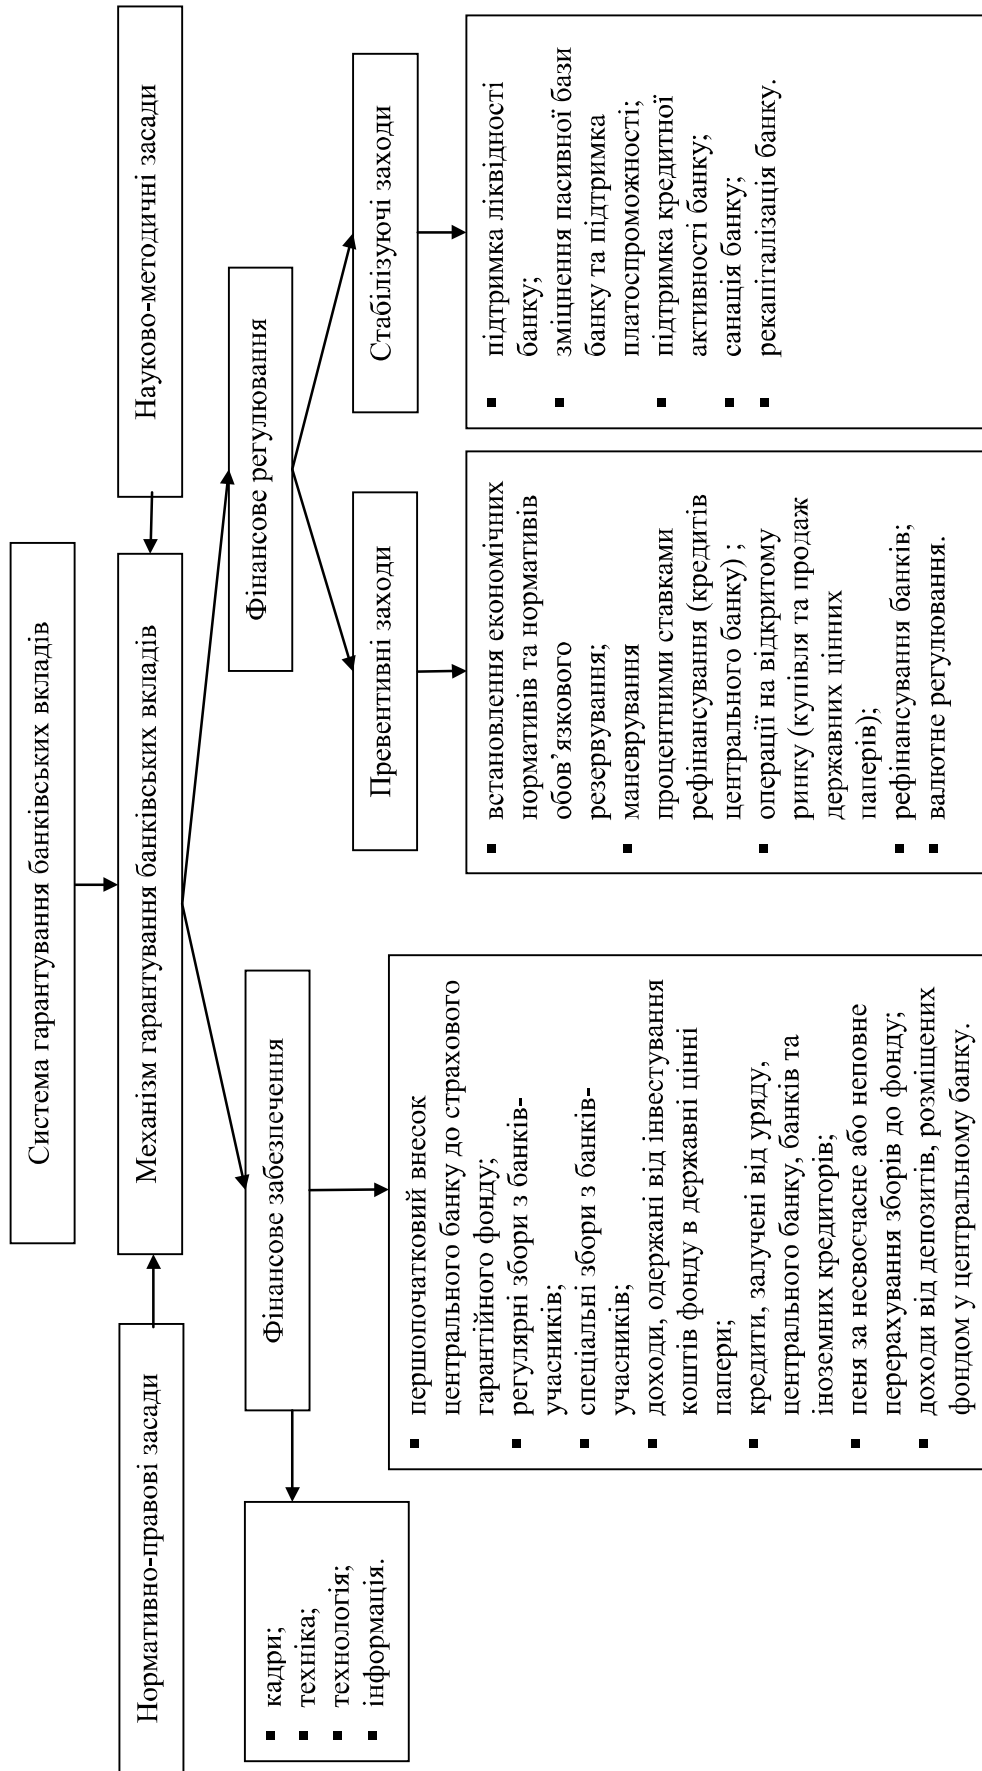 Система гарантування банківських вкладів
Нормативно-правові засади
Механізм гарантування банківських вкладів
Науково-методичні засади
Фінансове забезпечення
Фінансове регулювання
▪ кадри;
▪ техніка;
▪ технологія;
▪ інформація.
▪ першопочатковий внесок
центрального банку до страхового
гарантійного фонду;
▪ регулярні збори з банків-
учасників;
▪ спеціальні збори з банків-
учасників;
▪ доходи, одержані від інвестування
коштів фонду в державні цінні
папери;
▪ кредити, залучені від уряду,
центрального банку, банків та
іноземних кредиторів;
▪ пеня за несвоєчасне або неповне
перерахування зборів до фонду;
▪ доходи від депозитів, розміщених
фондом у центральному банку.
Превентивні заходи
▪ встановлення економічних
нормативів та нормативів
обов’язкового
резервування;
▪ маневрування
процентними ставками
рефінансування (кредитів
центрального банку) ;
▪ операції на відкритому
ринку (купівля та продаж
державних цінних
паперів);
▪ рефінансування банків;
▪ валютне регулювання.
Стабілізуючі заходи
▪ підтримка ліквідності
банку;
▪ зміцнення пасивної бази
банку та підтримка
платоспроможності;
▪ підтримка кредитної
активності банку;
▪ санація банку;
▪ рекапіталізація банку.